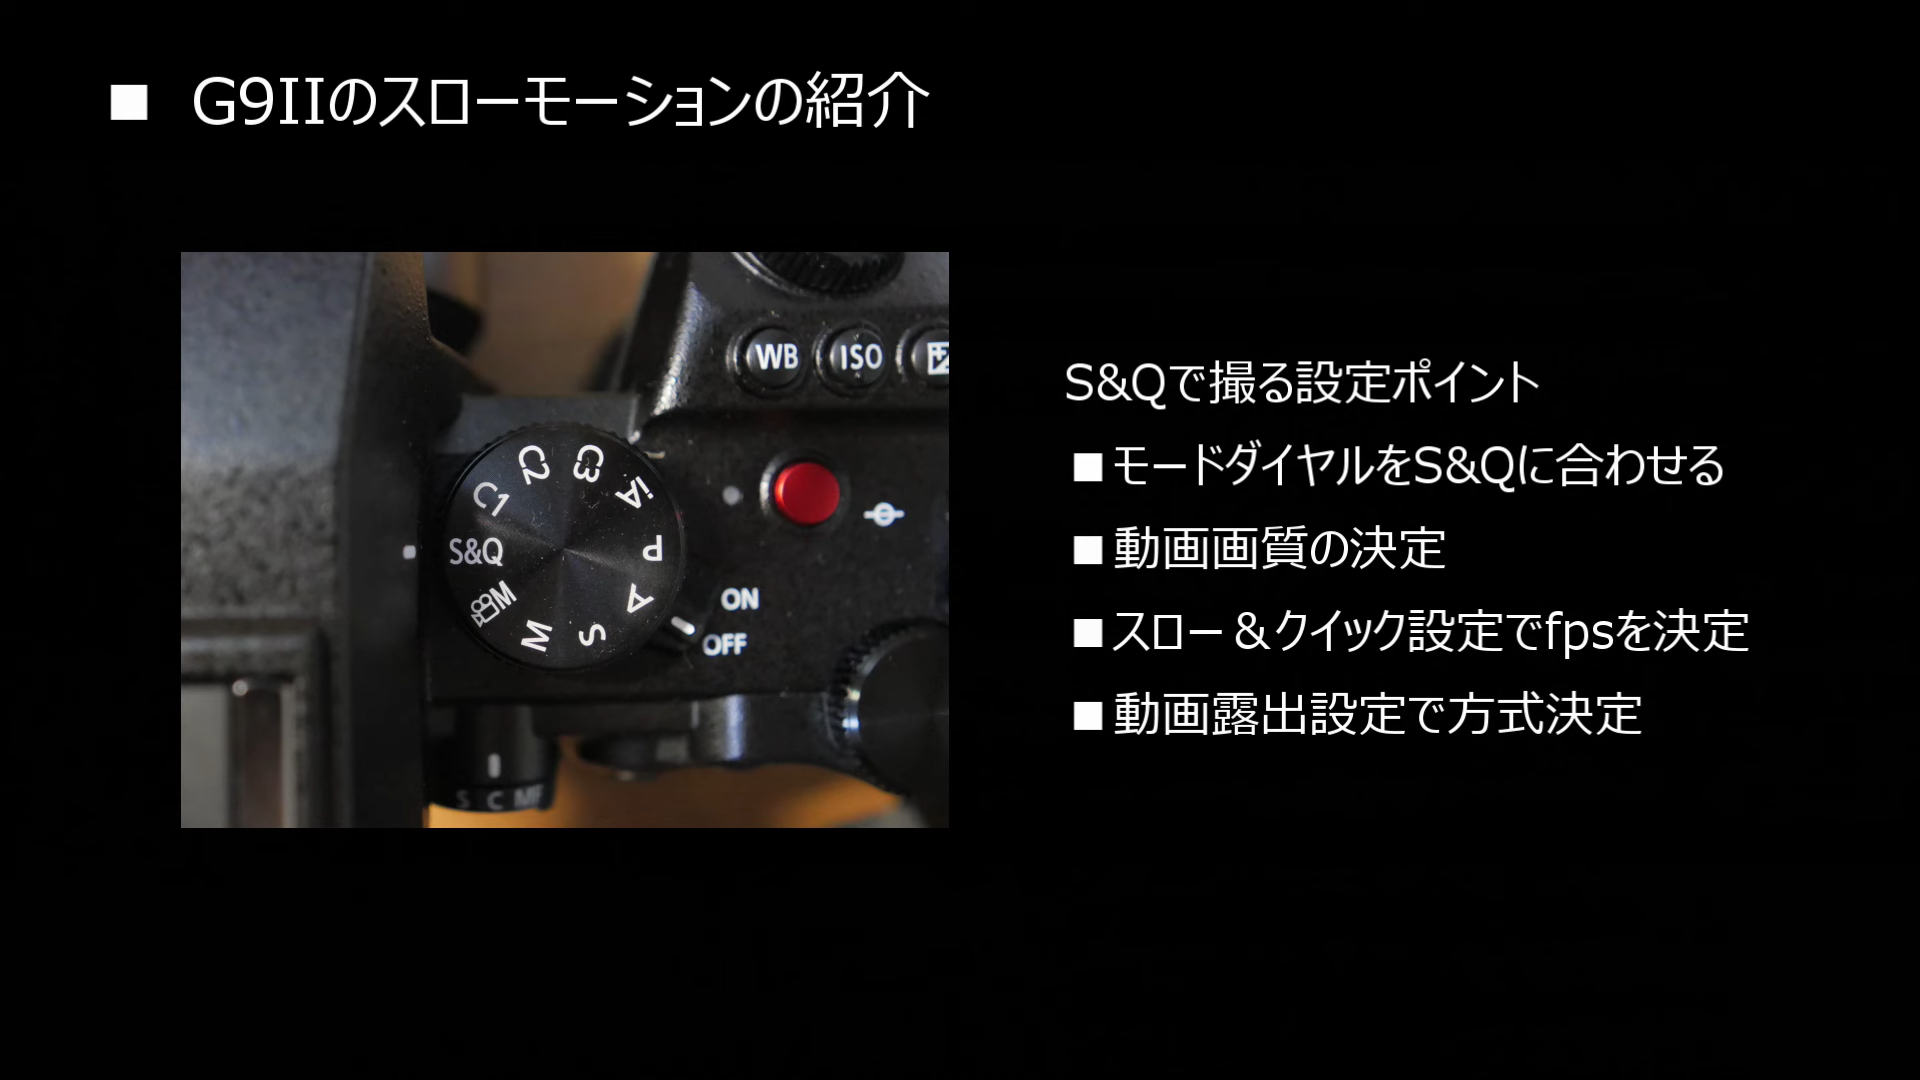 ■ G9IIのスローモーションの紹介
WB ISO
C2 C3 iA
C1
S&Q P
M A
M S
ON
OFF
S C MF
S&Qで撮る設定ポイント
■モードダイヤルをS&Qに合わせる
■動画画質の決定
■スロー＆クイック設定でfpsを決定
■動画露出設定で方式決定